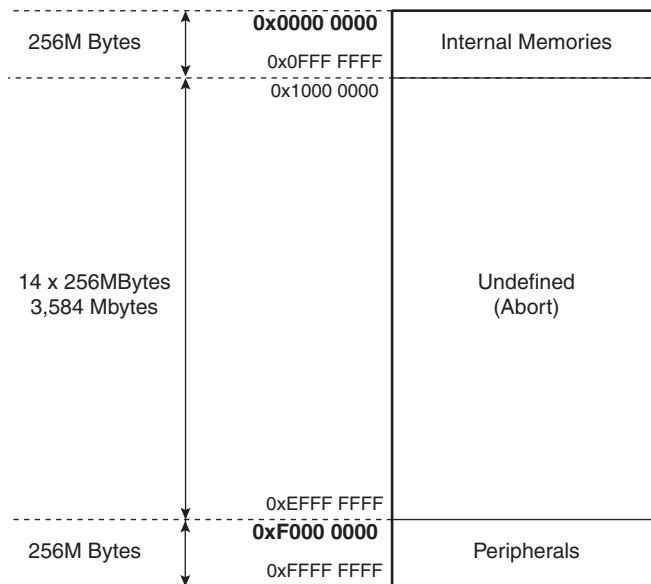 256M Bytes
0x0000 0000
0x0FFF FFFF
Internal Memories
0x1000 0000
14 x 256MBytes
3,584 Mbytes
Undefined
(Abort)
0xEFFF FFFF
256M Bytes
0xF000 0000
0xFFFF FFFF
Peripherals